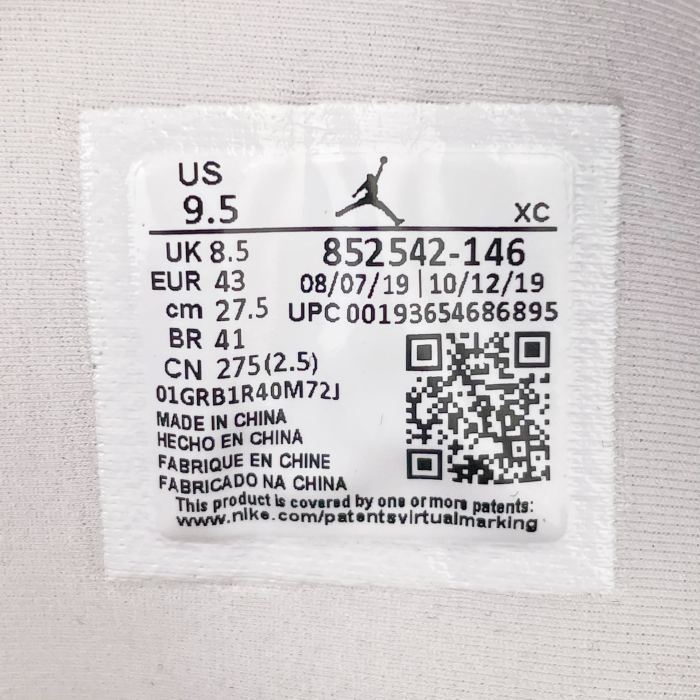 US
9.5
XC
UK 8.5
852542-146
EUR 43
08/07/19 | 10/12/19
cm 27.5
UPC 00193654686895
BR 41
CN 275(2.5)
01GRB1R40M72J
MADE IN CHINA
HECHO EN CHINA
FABRIQUE EN CHINE
FABRICADO NA CHINA
This product is covered by one or more patents:
www.nike.com/patentsvirtualmarking